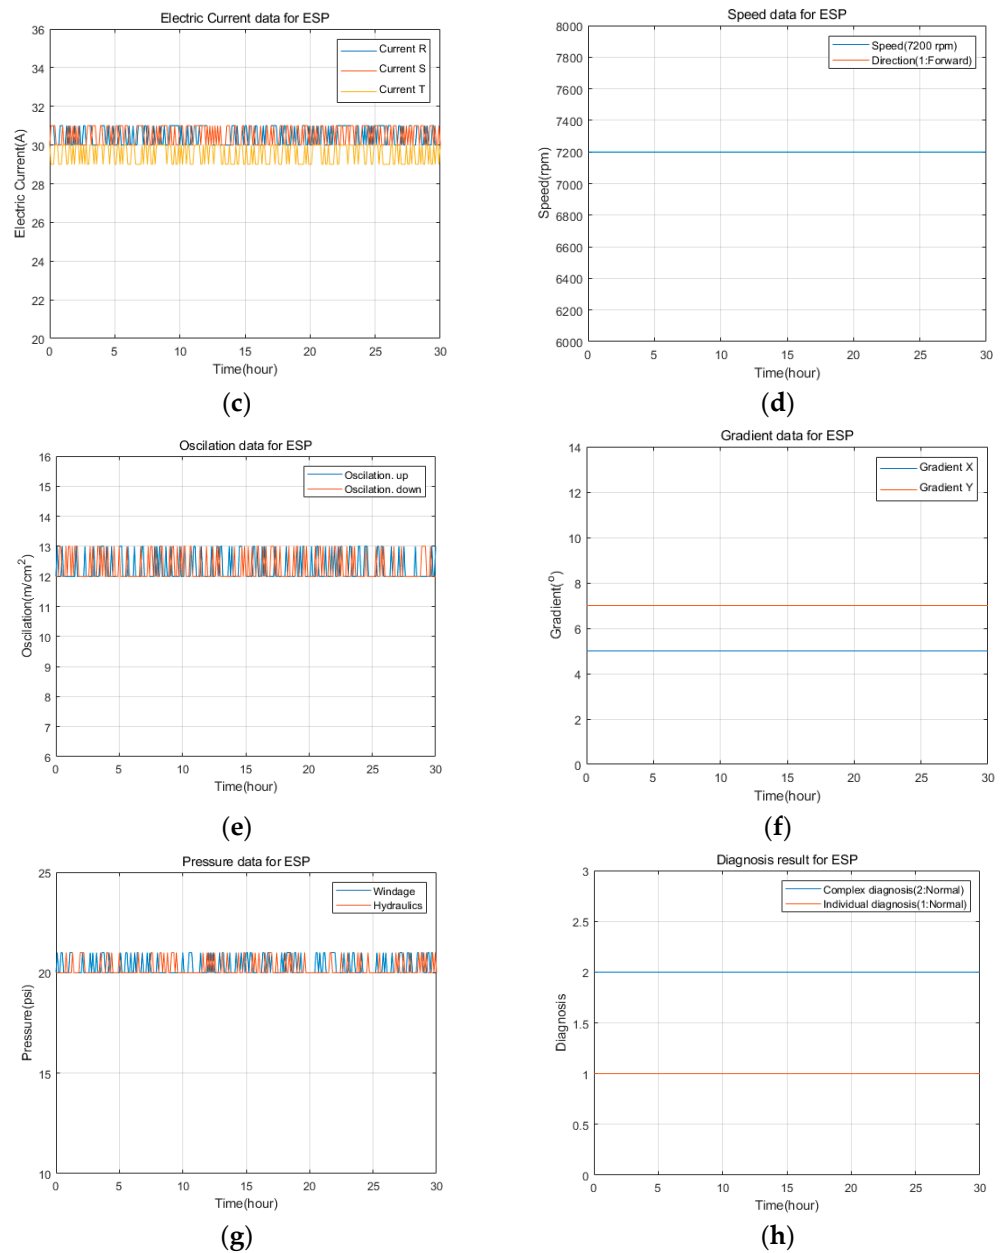 Electric Current data for ESP
36
34
32
30
28
26
24
22
20
Electric Current(A)
Current R
Current S
Current T
0 5 10 15 20 25 30
Time(hour)
(c)
Speed data for ESP
8000
7800
7600
7400
7200
7000
6800
6600
6400
6200
6000
Speed(rpm)
Speed(7200 rpm)
Direction(1:Forward)
0 5 10 15 20 25 30
Time(hour)
(d)
Oscilation data for ESP
16
15
14
13
12
11
10
9
8
7
6
Oscilation(m/cm²)
Oscilation. up
Oscilation. down
0 5 10 15 20 25 30
Time(hour)
(e)
Gradient data for ESP
14
12
10
8
6
4
2
0
Gradient(°)
Gradient X
Gradient Y
0 5 10 15 20 25 30
Time(hour)
(f)
Pressure data for ESP
25
20
15
10
Pressure(psi)
Windage
Hydraulics
0 5 10 15 20 25 30
Time(hour)
(g)
Diagnosis result for ESP
3
2.5
2
1.5
1
0.5
0
Diagnosis
Complex diagnosis(2:Normal)
Individual diagnosis(1:Normal)
0 5 10 15 20 25 30
Time(hour)
(h)